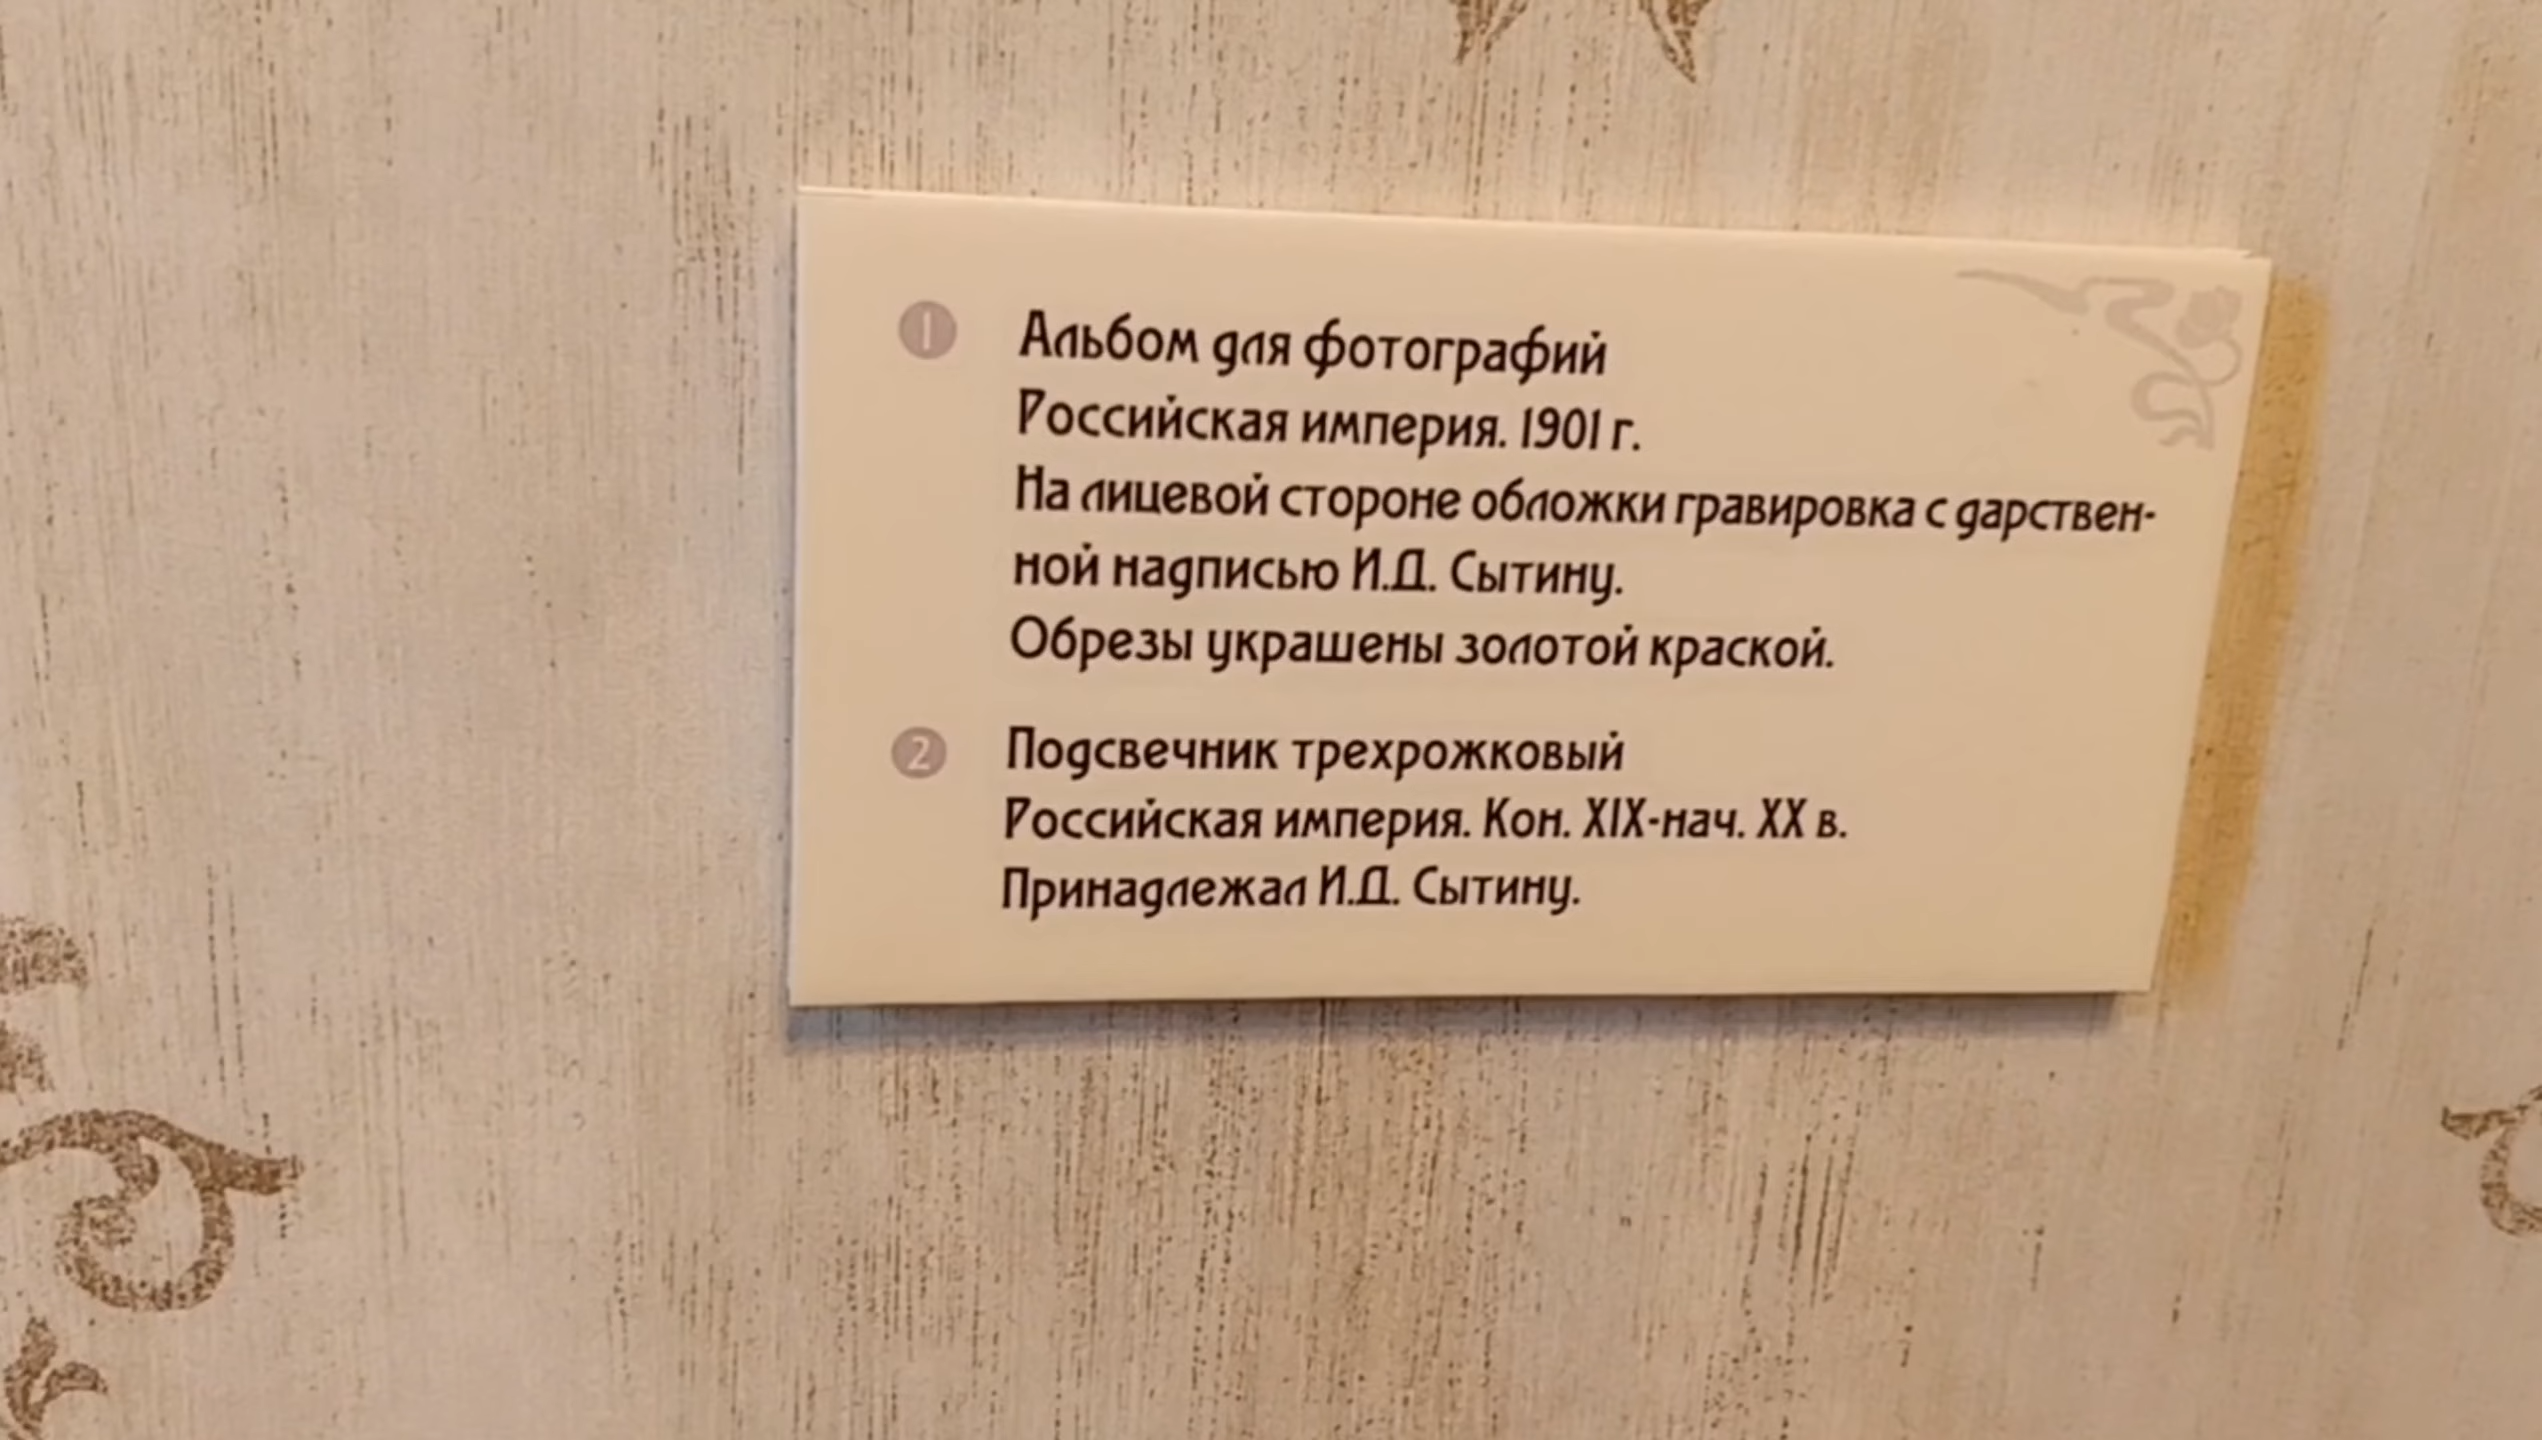 1 Альбом для фотографий
Российская империя. 1901 г.
На лицевой стороне обложки гравировка с дарствен-
ной надписью И.Д. Сытину.
Обрезы украшены золотой краской.
2 Подсвечник трехрожковый
Российская империя. Кон. XIX-нач. XX в.
Принадлежал И.Д. Сытину.